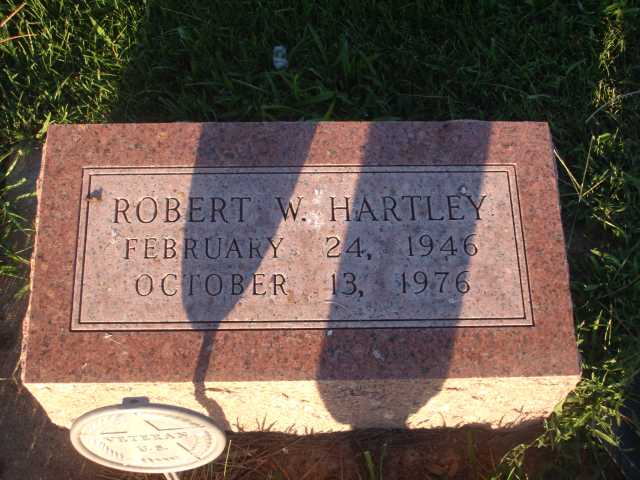 ROBERT W. HARTLEY
FEBRUARY 24, 1946
OCTOBER 13, 1976
VETERAN
U.S.